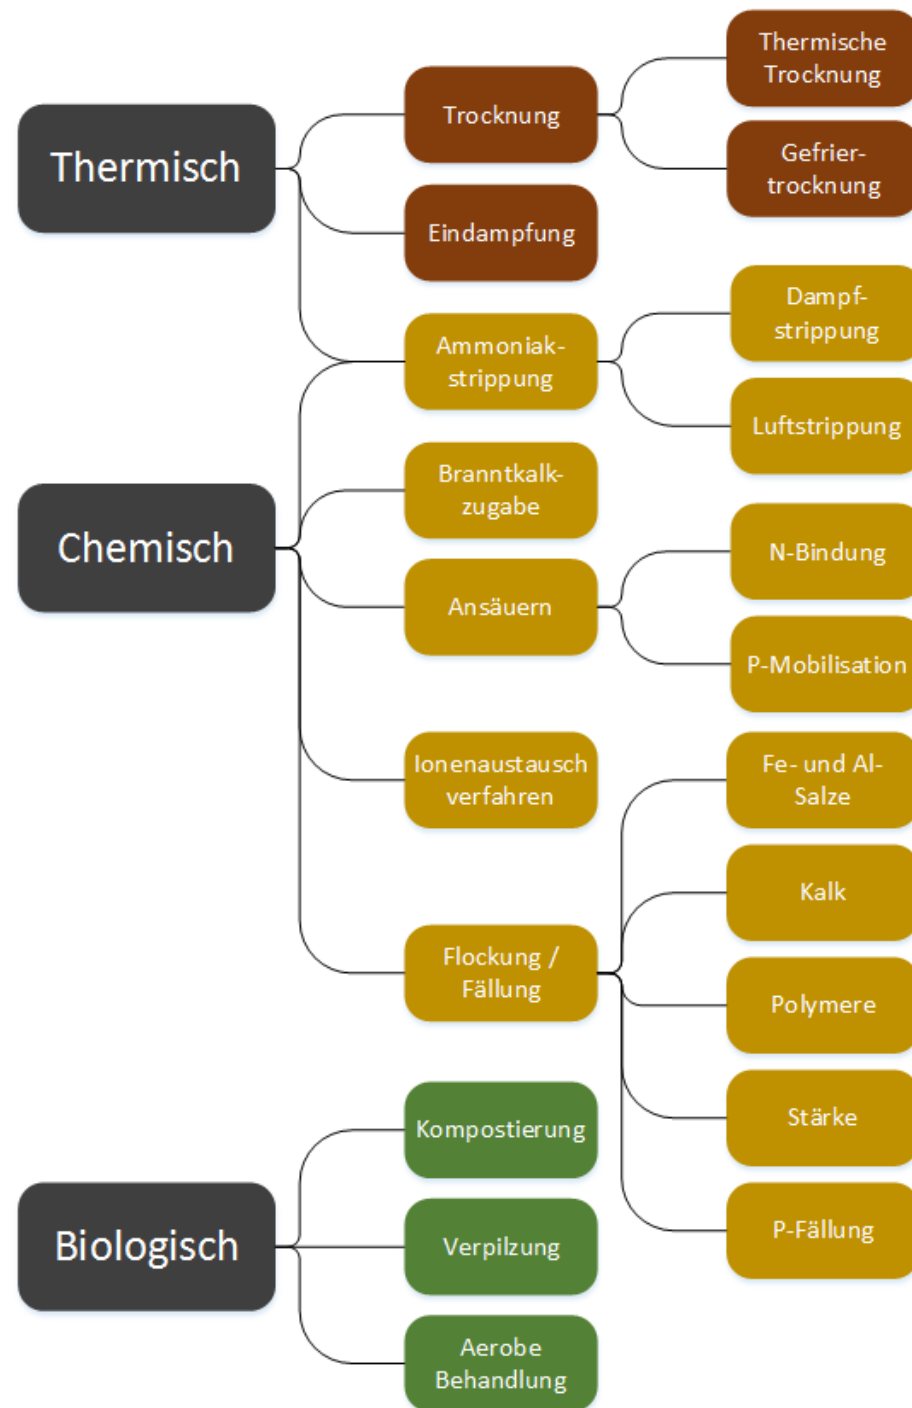 Thermisch
Trocknung
Thermische
Trocknung
Gefrier-
trocknung
Eindampfung
Ammoniak-
strippung
Dampf-
strippung
Luftstrippung
Chemisch
Branntkalk-
zugabe
Ansäuern
N-Bindung
P-Mobilisation
Ionenaustausch
verfahren
Flockung /
Fällung
Fe- und Al-
Salze
Kalk
Polymere
Stärke
P-Fällung
Biologisch
Kompostierung
Verpilzung
Aerobe
Behandlung